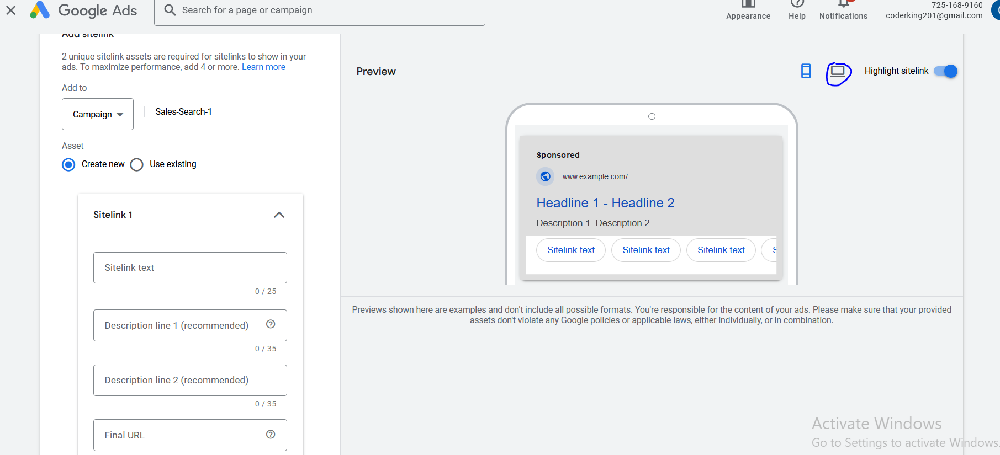 Google Ads
Search for a page or campaign
Appearance
Help
Notifications
725-168-9160
coderking201@gmail.com
Add sitelink
2 unique sitelink assets are required for sitelinks to show in your
ads. To maximize performance, add 4 or more. Learn more
Add to
Campaign
Sales-Search-1
Asset
Create new
Use existing
Sitelink 1
Sitelink text
0 / 25
Description line 1 (recommended)
0 / 35
Description line 2 (recommended)
0 / 35
Final URL
Preview
Highlight sitelink
Sponsored
www.example.com/
Headline 1 - Headline 2
Description 1. Description 2.
Sitelink text
Sitelink text
Sitelink text
S
Previews shown here are examples and don't include all possible formats. You're responsible for the content of your ads. Please make sure that your provided
assets don't violate any Google policies or applicable laws, either individually, or in combination.
Activate Windows
Go to Settings to activate Windows.